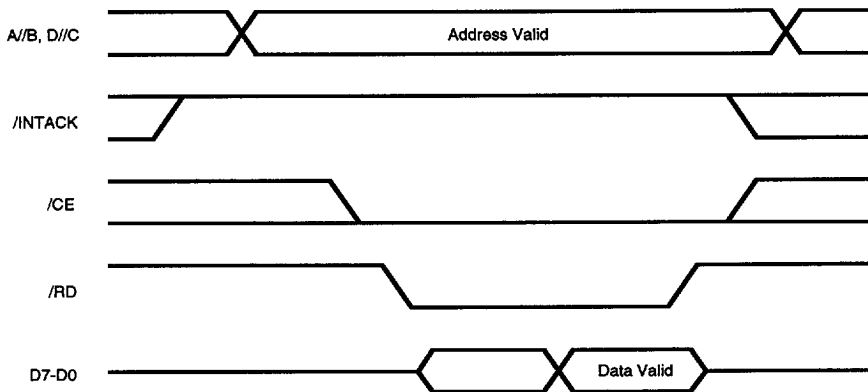 A//B, D//C
Address Valid
/INTACK
/CE
/RD
D7-D0
Data Valid